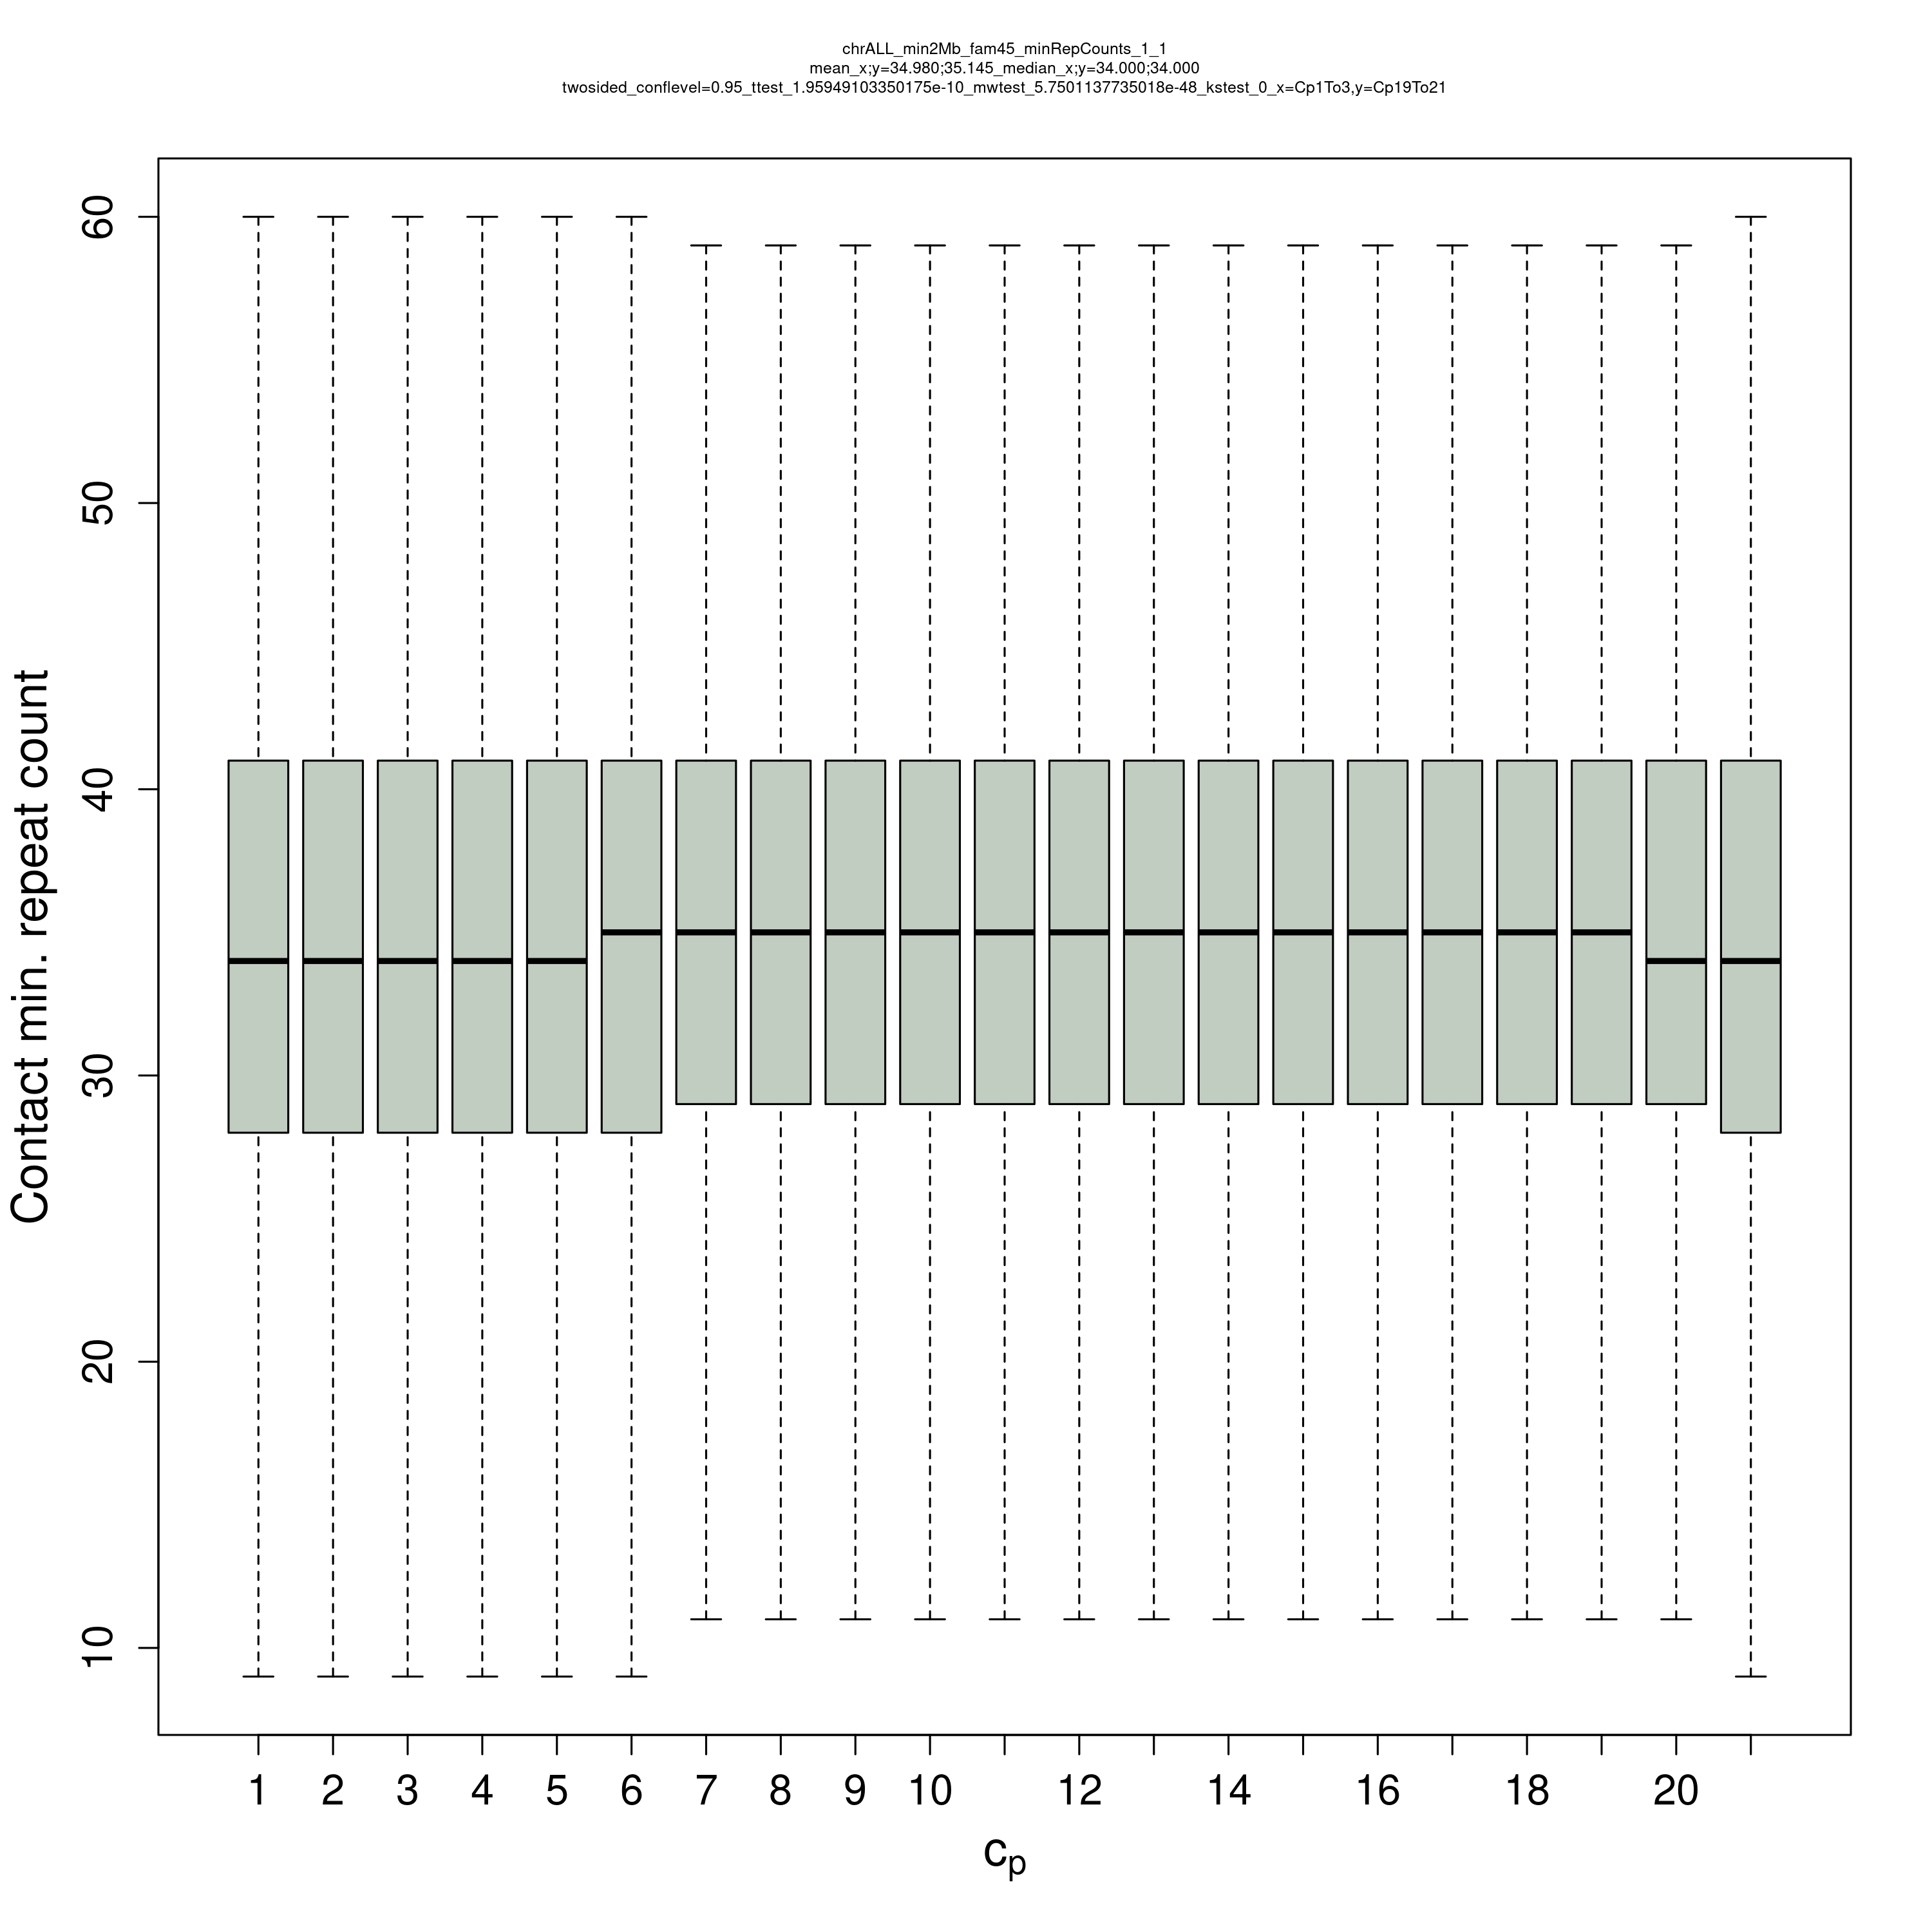 chrALL_min2Mb_fam45_minRepCounts_1_1
mean_x;y=34.980;35.145_median_x;y=34.000;34.000
twosided_conflevel=0.95_ttest_1.95949103350175e-10_mwtest_5.7501137735018e-48_kstest_0_x=Cp1To3,y=Cp19To21
60
50
40
30
20
10
Contact min. repeat count
1 2 3 4 5 6 7 8 9 10 12 14 16 18 20
cp